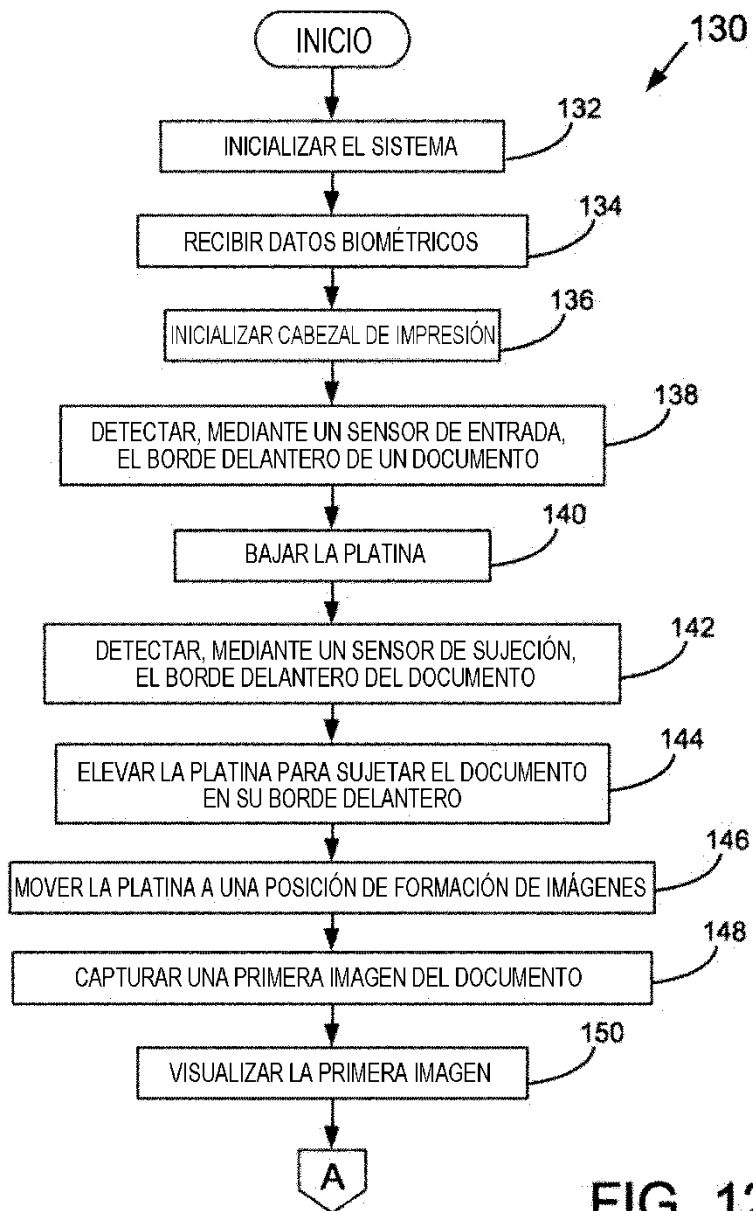 INICIO
130
132
INICIALIZAR EL SISTEMA
134
RECIBIR DATOS BIOMÉTRICOS
136
INICIALIZAR CABEZAL DE IMPRESIÓN
138
DETECTAR, MEDIANTE UN SENSOR DE ENTRADA,
EL BORDE DELANTERO DE UN DOCUMENTO
140
BAJAR LA PLATINA
142
DETECTAR, MEDIANTE UN SENSOR DE SUJECIÓN,
EL BORDE DELANTERO DEL DOCUMENTO
144
ELEVAR LA PLATINA PARA SUJETAR EL DOCUMENTO
EN SU BORDE DELANTERO
146
MOVER LA PLATINA A UNA POSICIÓN DE FORMACIÓN DE IMÁGENES
148
CAPTURAR UNA PRIMERA IMAGEN DEL DOCUMENTO
150
VISUALIZAR LA PRIMERA IMAGEN
A
FIG.